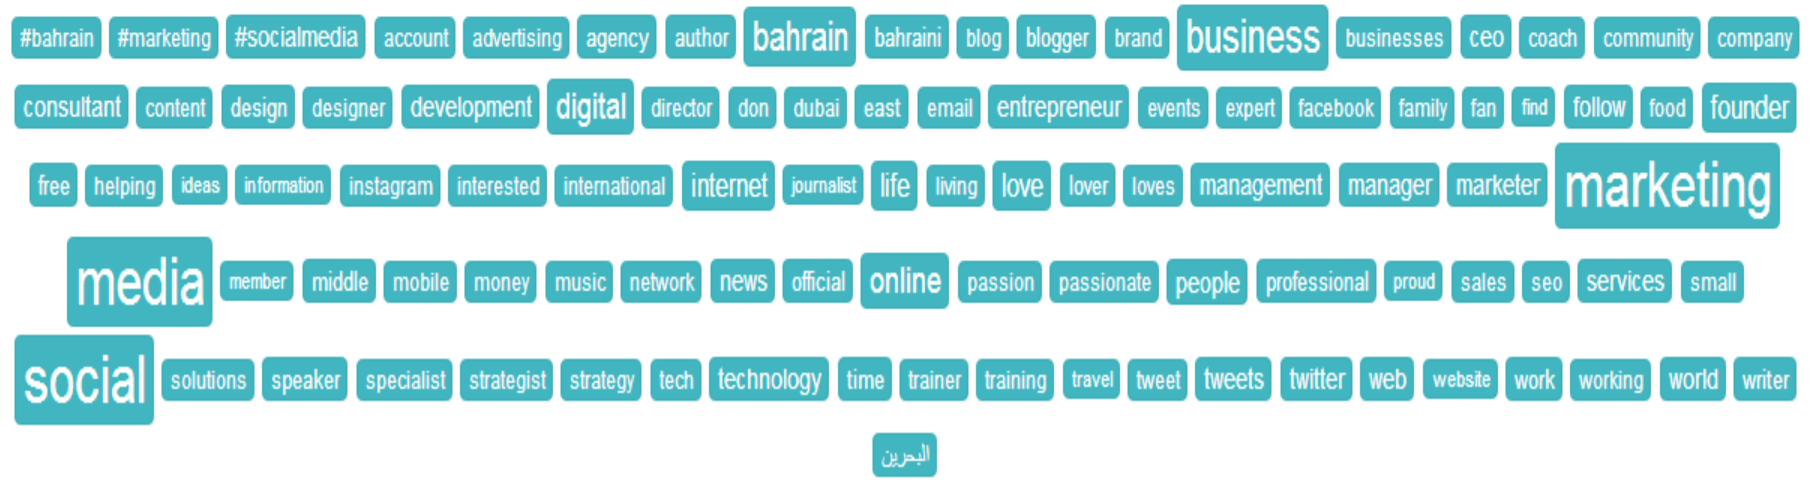 #bahrain #marketing #socialmedia account advertising agency author bahrain bahraini blog blogger brand business businesses ceo coach community company
consultant content design designer development digital director don dubai east email entrepreneur events expert facebook family fan find follow food founder
free helping ideas information instagram interested international internet journalist life living love lover loves management manager marketer marketing
media member middle mobile money music network news official online passion passionate people professional proud sales seo services small
social solutions speaker specialist strategist strategy tech technology time trainer training travel tweet tweets twitter web website work working world writer
البحرين